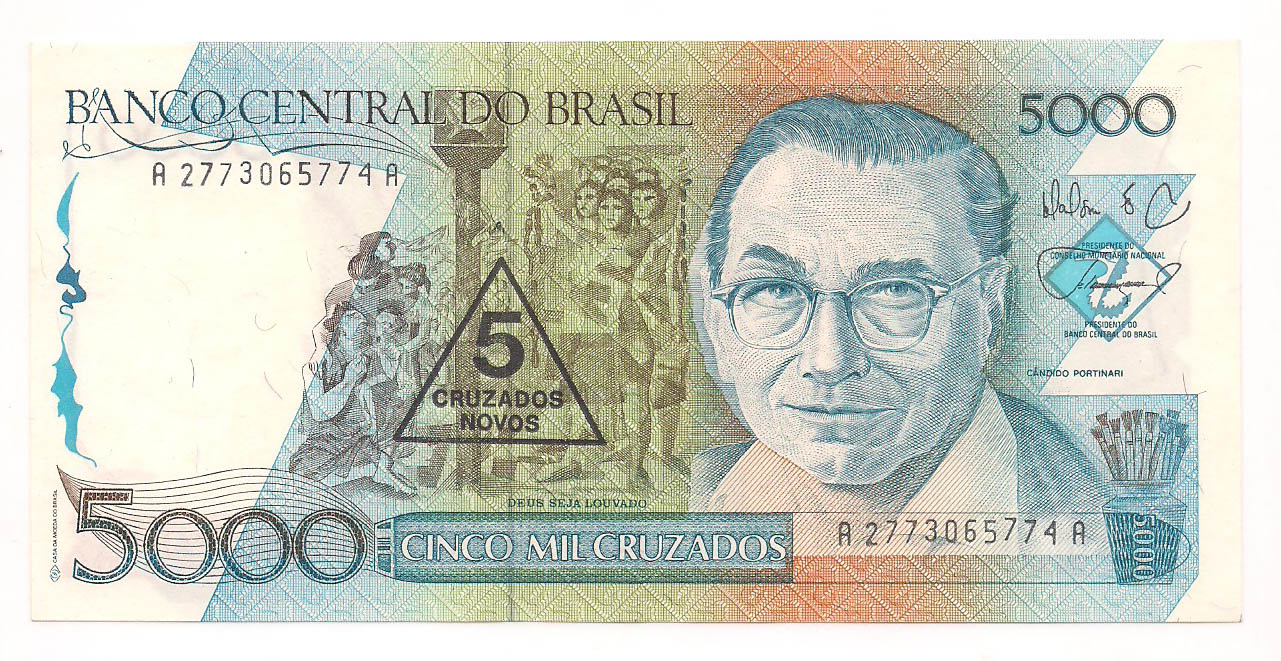 BANCO CENTRAL DO BRASIL
5000
A 2773065774 A
PRESIDENTE DO
CONSELHO MONETÁRIO NACIONAL
PRESIDENTE DO
BANCO CENTRAL DO BRASIL
CÂNDIDO PORTINARI
5
CRUZADOS
NOVOS
DEUS SEJA LOUVADO
5000
CINCO MIL CRUZADOS
A 2773065774 A
5000
CASA DA MOEDA DO BRASIL